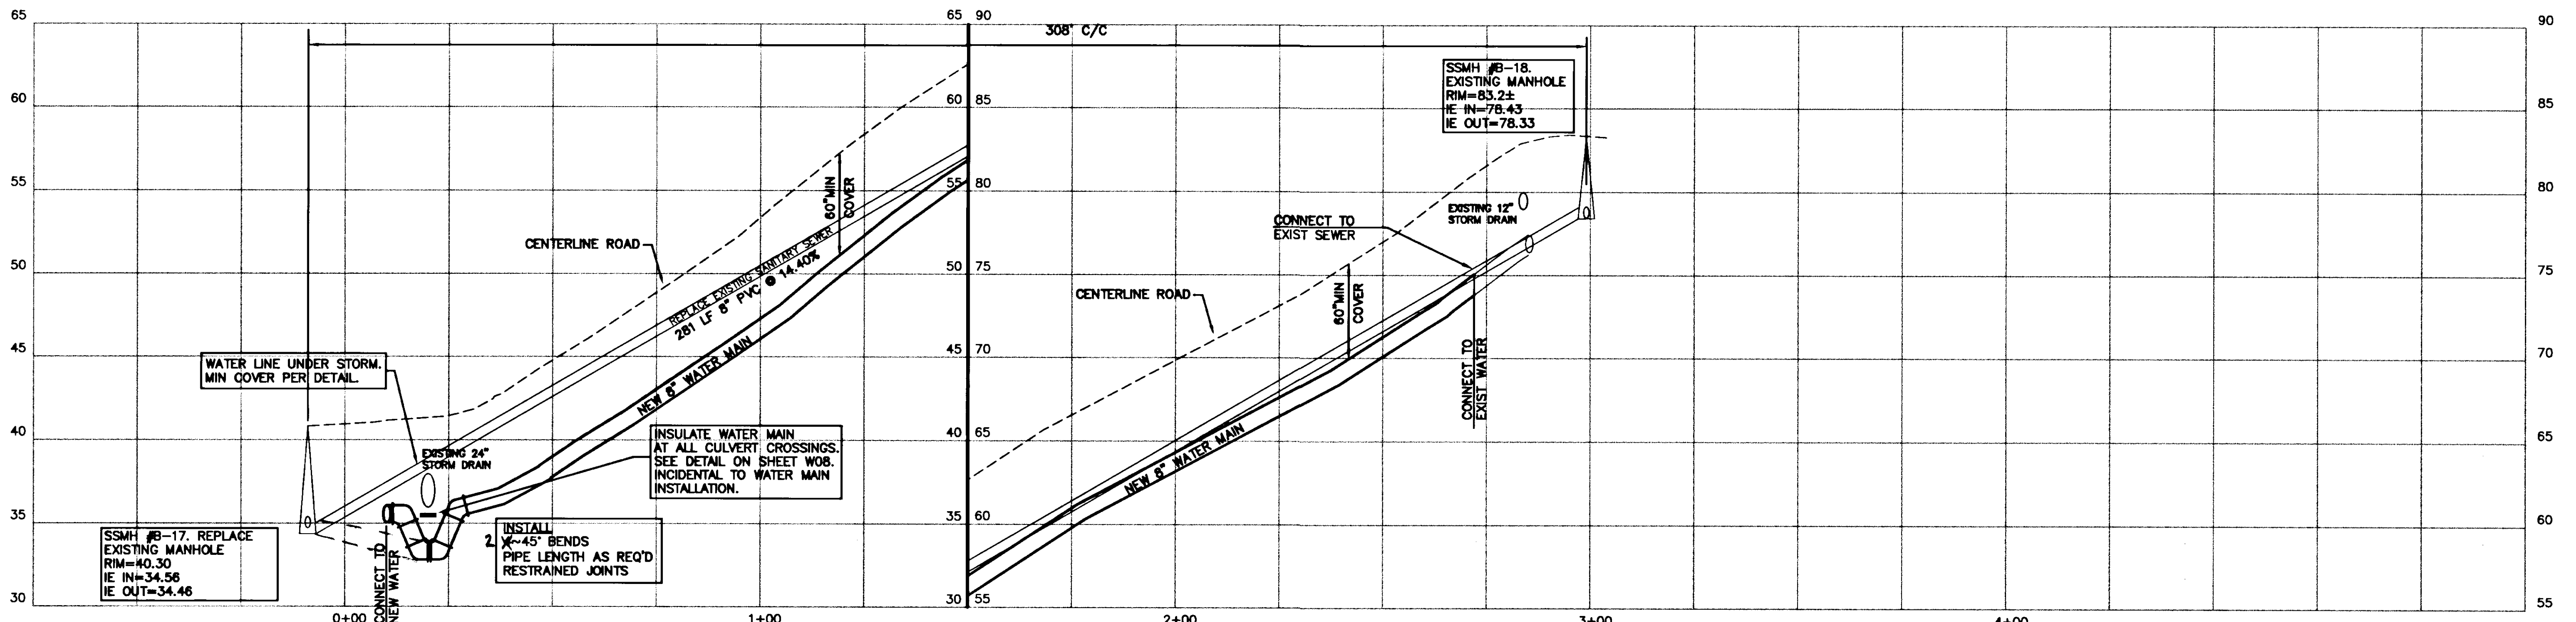 65
60
55
50
45
40
35
30
65
60
55
50
45
40
35
30
90
85
80
75
70
65
60
55
90
85
80
75
70
65
60
55
308' C/C
SSMH #B-18.
EXISTING MANHOLE
RIM=83.2±
IE IN=78.43
IE OUT=78.33
60"MIN
COVER
CENTERLINE ROAD
REPLACE EXISTING SANITARY SEWER
281 LF 8" PVC @ 14.40%
NEW 8" WATER MAIN
WATER LINE UNDER STORM.
MIN COVER PER DETAIL.
EXISTING 24"
STORM DRAIN
INSULATE WATER MAIN
AT ALL CULVERT CROSSINGS.
SEE DETAIL ON SHEET W08.
INCIDENTAL TO WATER MAIN
INSTALLATION.
INSTALL
2 ~45° BENDS
PIPE LENGTH AS REQ'D
RESTRAINED JOINTS
SSMH #B-17. REPLACE
EXISTING MANHOLE
RIM=40.30
IE IN=34.56
IE OUT=34.46
CONNECT TO
NEW WATER
EXISTING 12"
STORM DRAIN
CONNECT TO
EXIST SEWER
CENTERLINE ROAD
60"MIN
COVER
CONNECT TO
EXIST WATER
NEW 8" WATER MAIN
0+00
1+00
2+00
3+00
4+00